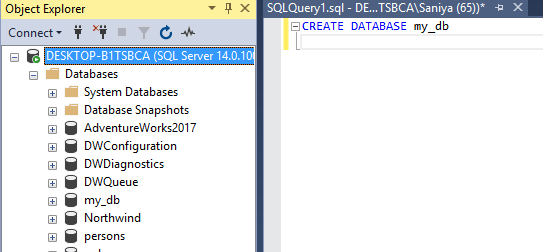 Object Explorer
Connect
DESKTOP-B1TSBCA (SQL Server 14.0.100
Databases
System Databases
Database Snapshots
AdventureWorks2017
DWConfiguration
DWDiagnostics
DWQueue
my_db
Northwind
persons
SQLQuery1.sql - DE...TSBCA\Saniya (65))*
CREATE DATABASE my_db